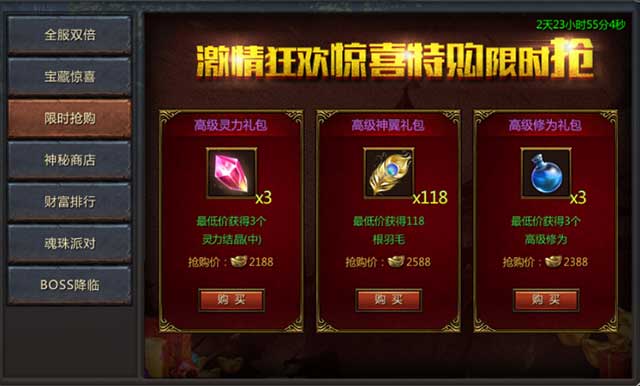 全服双倍
宝藏惊喜
限时抢购
神秘商店
财富排行
魂珠派对
BOSS降临
2天23小时55分4秒
激情狂欢惊喜特购限时抢
高级灵力礼包
x3
最低价获得3个
灵力结晶(中)
抢购价：2188
购买
高级神翼礼包
x118
最低价获得118
根羽毛
抢购价：2588
购买
高级修为礼包
x3
最低价获得3个
高级修为
抢购价：2388
购买